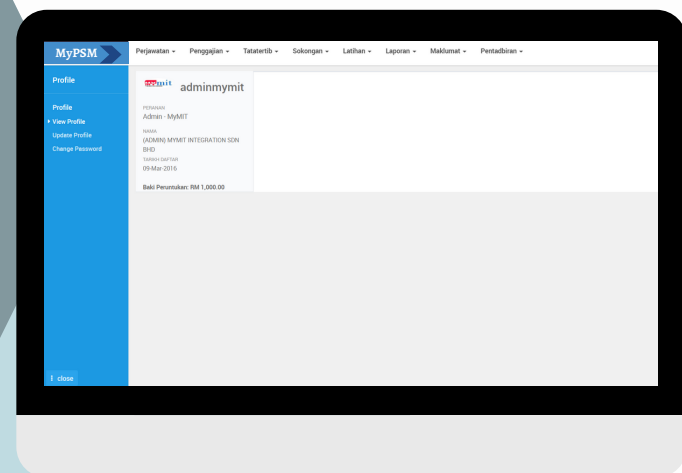 MyPSM
Perjawatan Penggajian Tatatertib Sokongan Latihan Laporan Maklumat Pentadbiran
Profile
Profile
View Profile
Update Profile
Change Password
close
mymit adminmymit
PERANAN
Admin - MyMIT
NAMA
(ADMIN) MYMIT INTEGRATION SDN
BHD
TARIKH DAFTAR
09-Mar-2016
Baki Peruntukan: RM 1,000.00